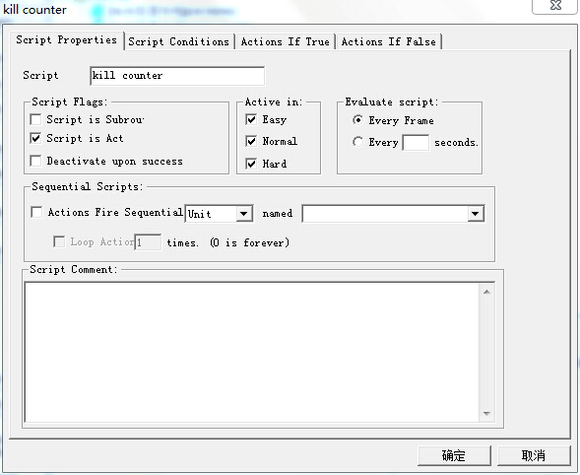 kill counter
Script Properties
Script Conditions
Actions If True
Actions If False
Script
kill counter
Script Flags:
Script is Subrou
Script is Act
Deactivate upon success
Active in:
Easy
Normal
Hard
Evaluate script:
Every Frame
Every
seconds.
Sequential Scripts:
Actions Fire Sequential
Unit
named
Loop Action
1
times. (0 is forever)
Script Comment:
确定
取消